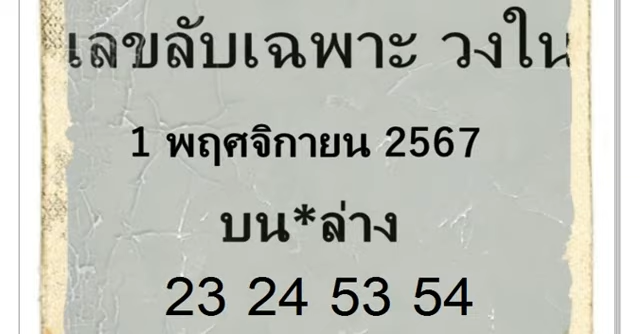 เลขลับเฉพาะ วงใน
1 พฤศจิกายน 2567
บน*ล่าง
23 24 53 54